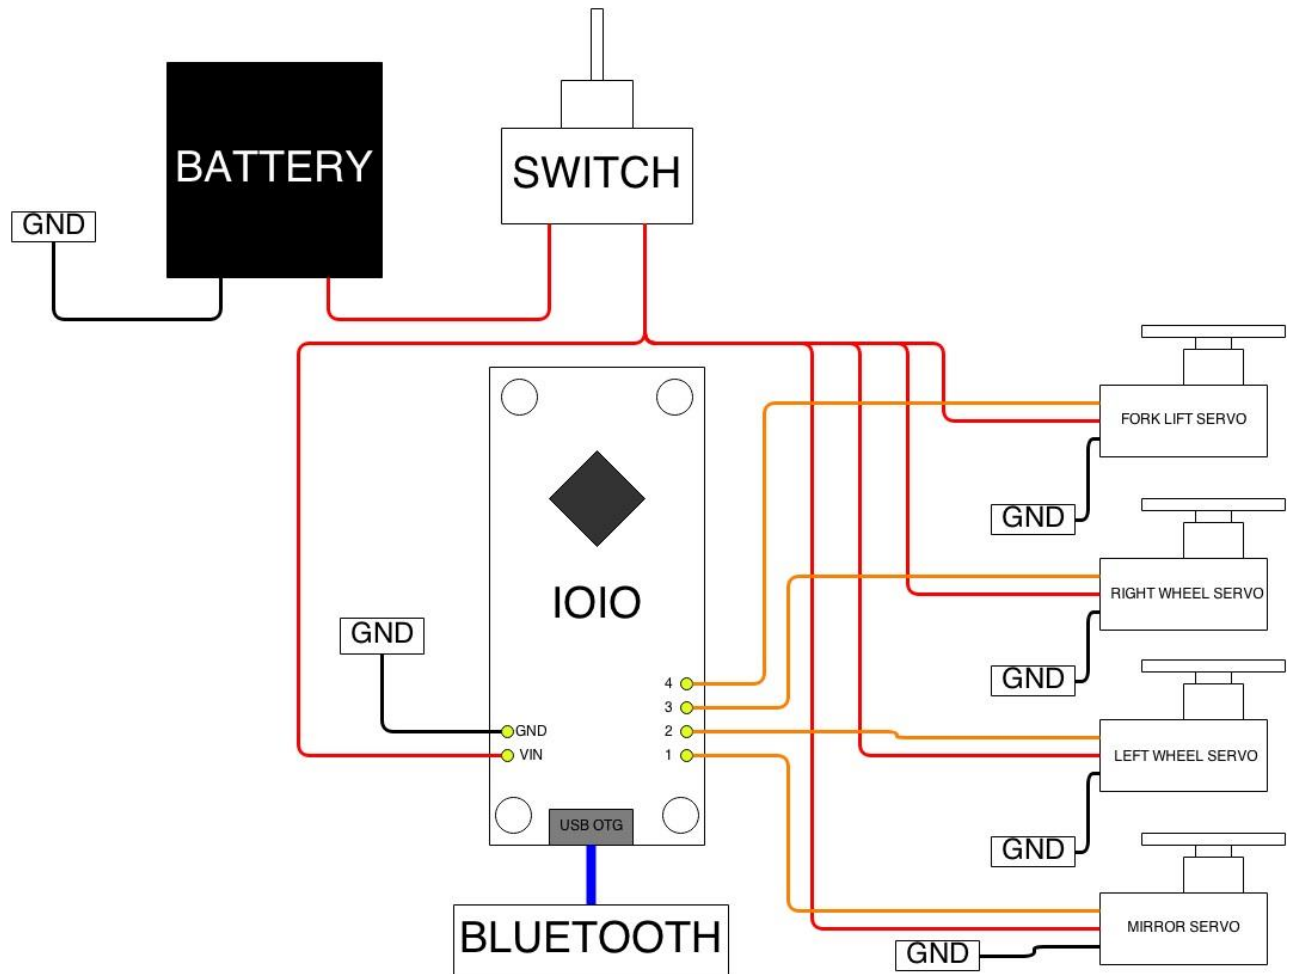 BATTERY
SWITCH
GND
FORK LIFT SERVO
GND
RIGHT WHEEL SERVO
IOIO
GND
GND
4
3
GND
2
VIN
1
LEFT WHEEL SERVO
USB OTG
GND
MIRROR SERVO
BLUETOOTH
GND